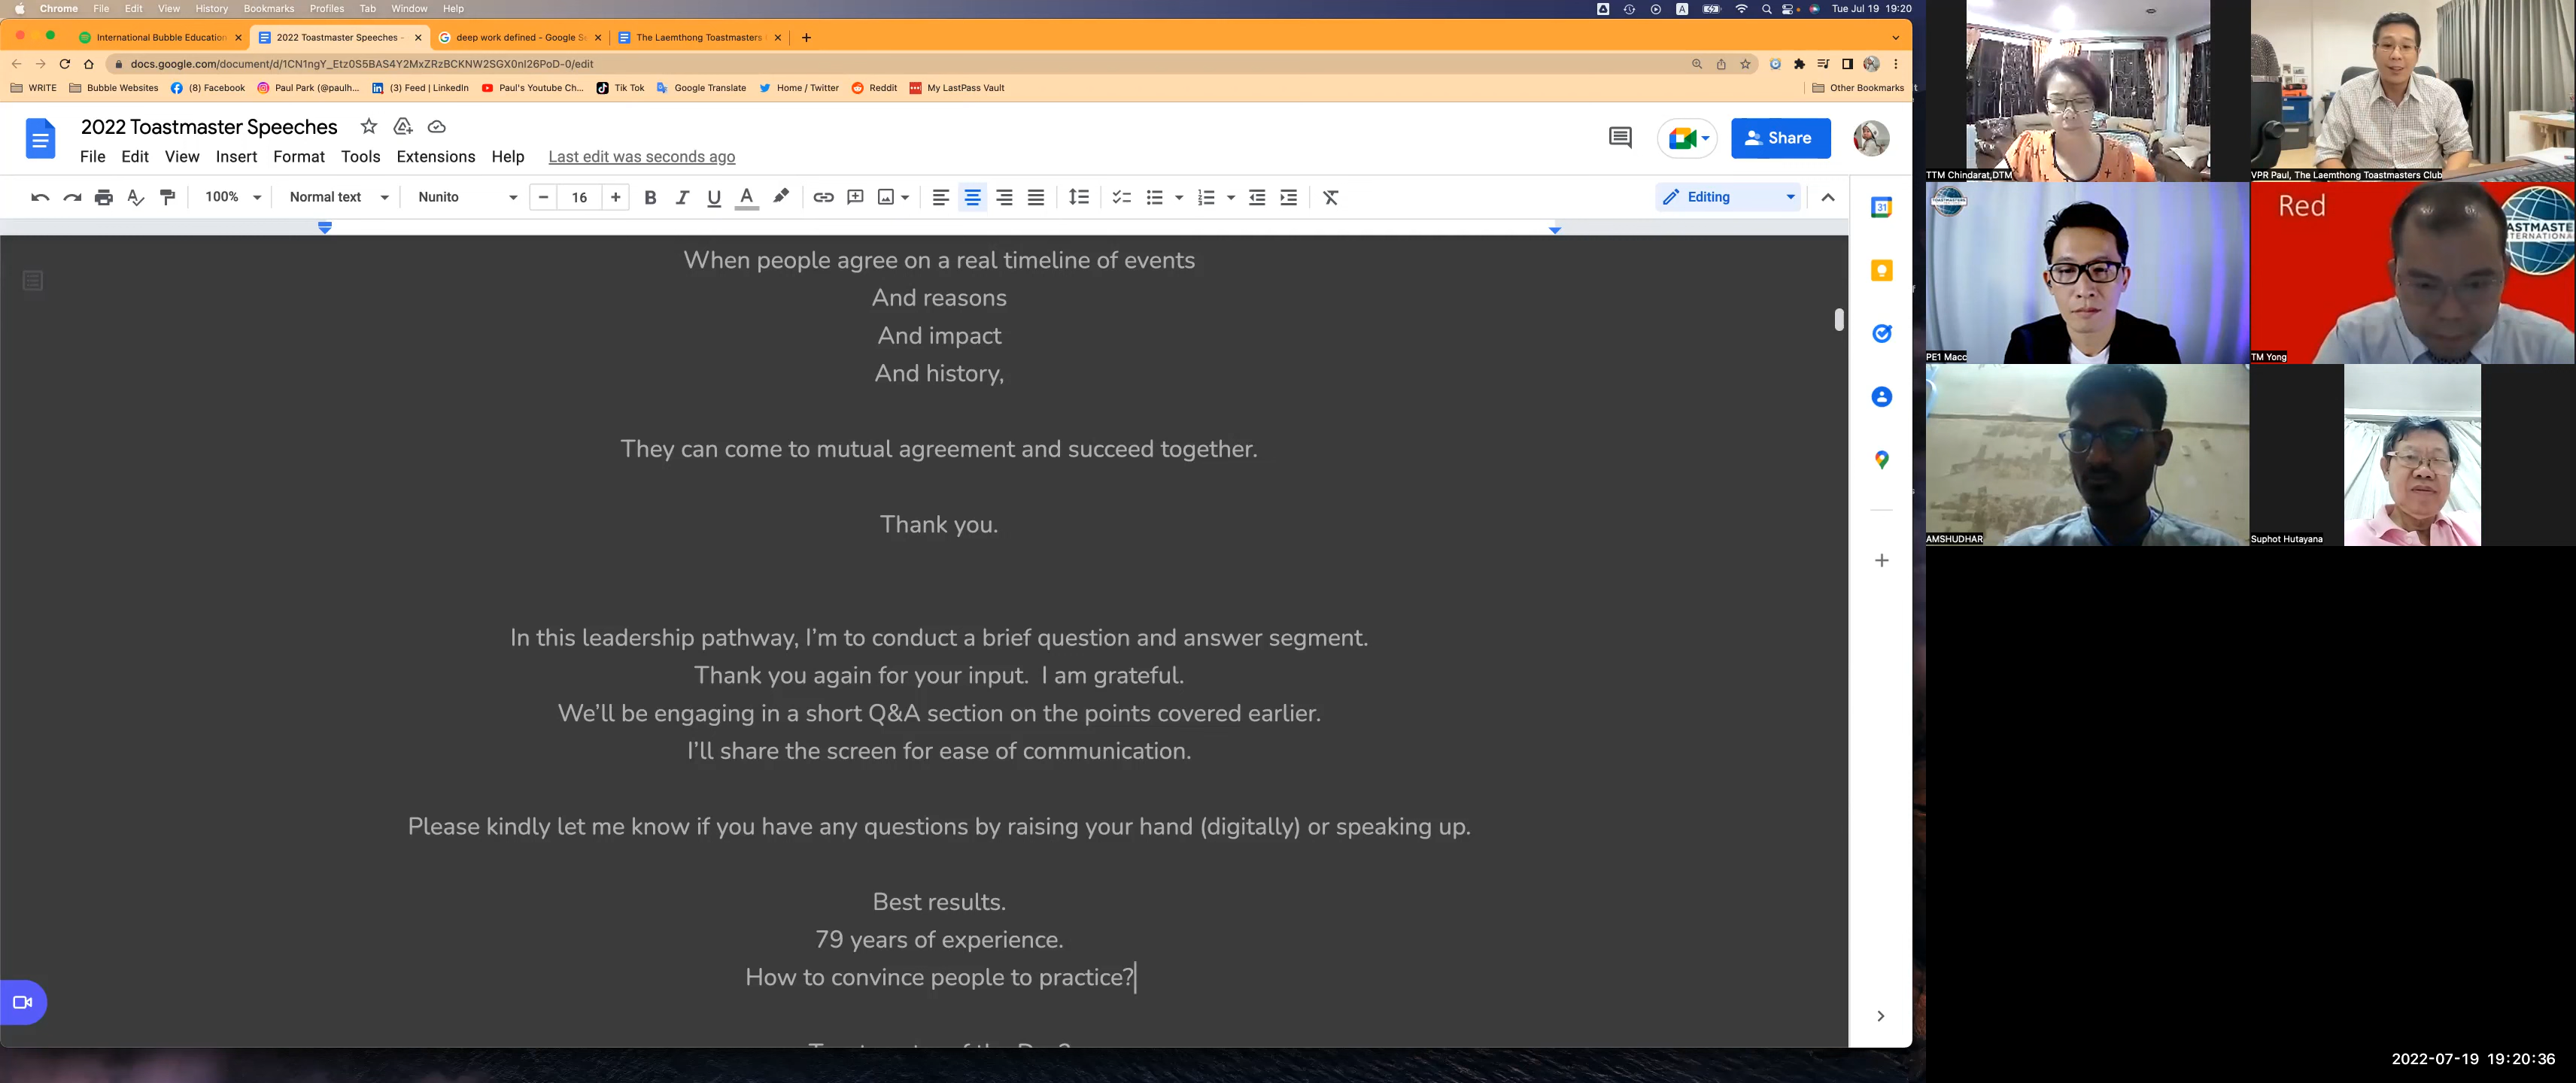 Chrome File Edit View History Bookmarks Profiles Tab Window Help
A
Tue Jul 19 19:20
International Bubble Education
2022 Toastmaster Speeches -
deep work defined - Google Se
The Laemthong Toastmasters
docs.google.com/document/d/1CN1ngY_Etz0S5BAS4Y2MxZRzBCKNW2SGX0nI26PoD-0/edit
WRITE
Bubble Websites
(8) Facebook
Paul Park (@paulh...
(3) Feed | LinkedIn
Paul's Youtube Ch...
Tik Tok
Google Translate
Home / Twitter
Reddit
My LastPass Vault
Other Bookmarks
2022 Toastmaster Speeches
File Edit View Insert Format Tools Extensions Help Last edit was seconds ago
Share
100% Normal text Nunito 16 B I U A Editing
31
When people agree on a real timeline of events
And reasons
And impact
And history,
They can come to mutual agreement and succeed together.
Thank you.
In this leadership pathway, I'm to conduct a brief question and answer segment.
Thank you again for your input. I am grateful.
We'll be engaging in a short Q&A section on the points covered earlier.
I'll share the screen for ease of communication.
Please kindly let me know if you have any questions by raising your hand (digitally) or speaking up.
Best results.
79 years of experience.
How to convince people to practice?
TTM Chindarat,DTM
VPR Paul, The Laemthong Toastmasters Club
TOASTMASTERS
PE1 Macc
Red
ASTMASTE
INTERNATIONA
TM Yong
AMSHUDHAR
Suphot Hutayana
2022-07-19 19:20:36